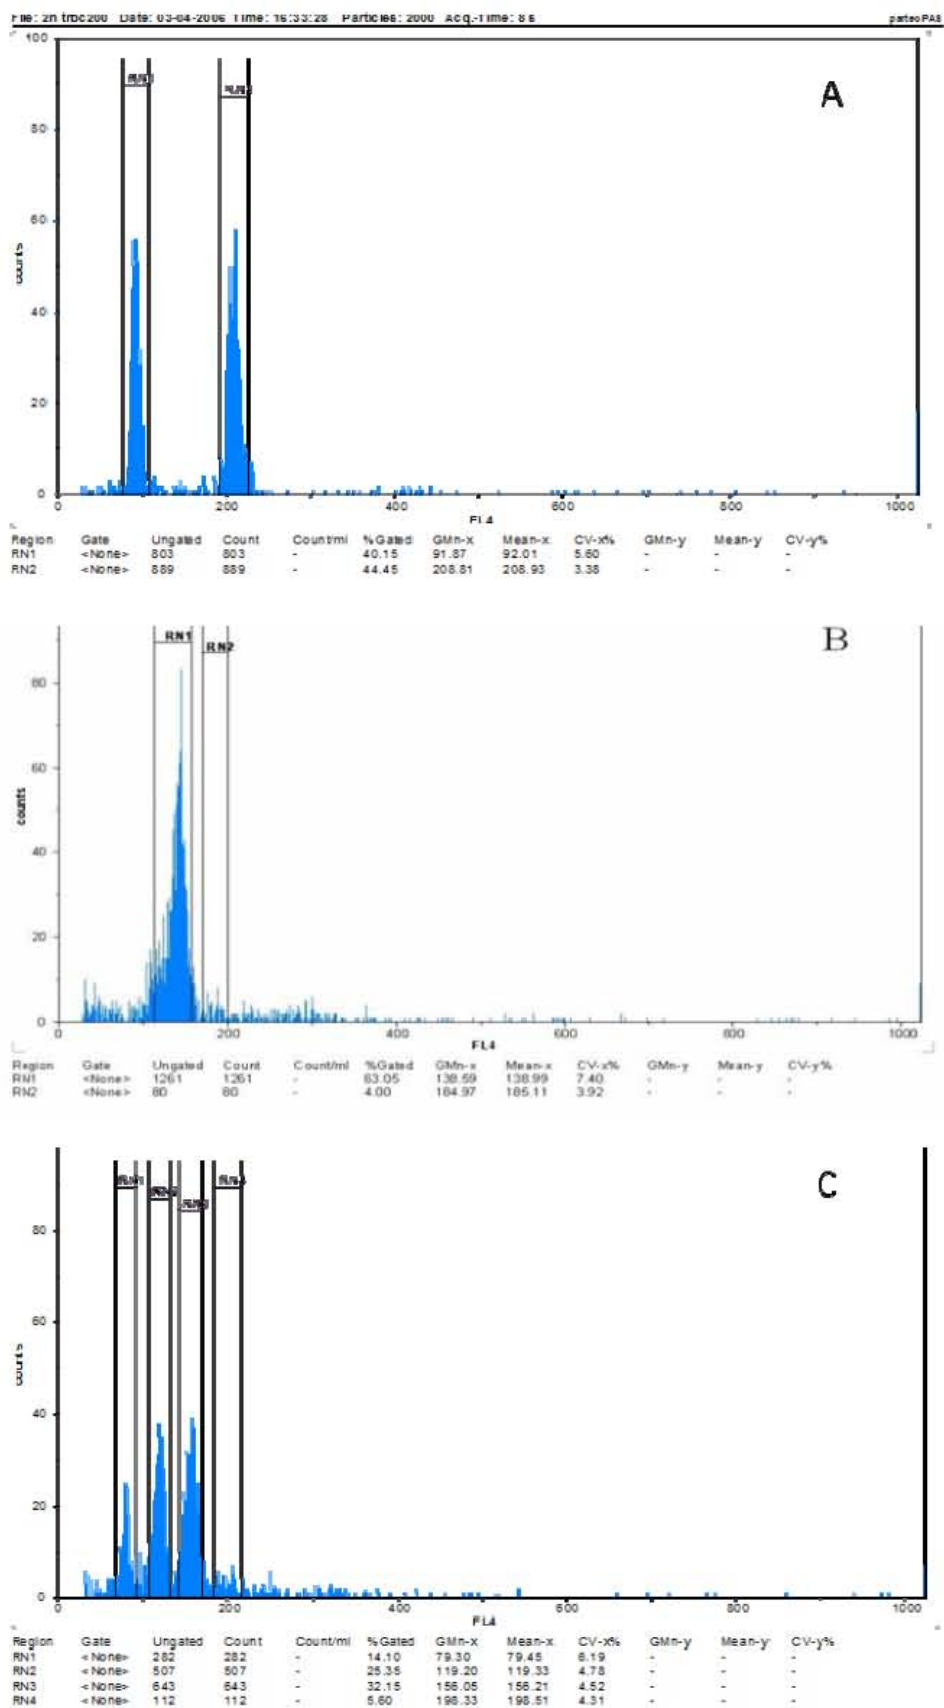 File: 2n trbc200 Date: 03-04-2006 Time: 16:33:28 Particles: 2000 Acq.-Time: 8 s partec PAS
100
80
60
40
20
0
counts
RN1
A
0 200 400 600 800 1000
FL4
Region Gate Ungated Count Count/ml %Gated GMn-x Mean-x CV-x% GMn-y Mean-y CV-y%
RN1 <None> 803 803 - 40.15 91.87 92.01 5.60 - - -
RN2 <None> 889 889 - 44.45 208.81 208.93 3.38 - - -
RN1
RN2
B
80
60
40
20
0
counts
0 200 400 600 800 1000
FL4
Region Gate Ungated Count Count/ml %Gated GMn-x Mean-x CV-x% GMn-y Mean-y CV-y%
RN1 <None> 1261 1261 - 63.05 138.59 138.99 7.40 - - -
RN2 <None> 80 80 - 4.00 184.97 185.11 3.92 - - -
C
80
60
40
20
0
counts
0 200 400 600 800 1000
FL4
Region Gate Ungated Count Count/ml %Gated GMn-x Mean-x CV-x% GMn-y Mean-y CV-y%
RN1 <None> 282 282 - 14.10 79.30 79.45 6.19 - - -
RN2 <None> 507 507 - 25.35 119.20 119.33 4.78 - - -
RN3 <None> 643 643 - 32.15 156.05 156.21 4.52 - - -
RN4 <None> 112 112 - 5.60 198.33 198.51 4.31 - - -